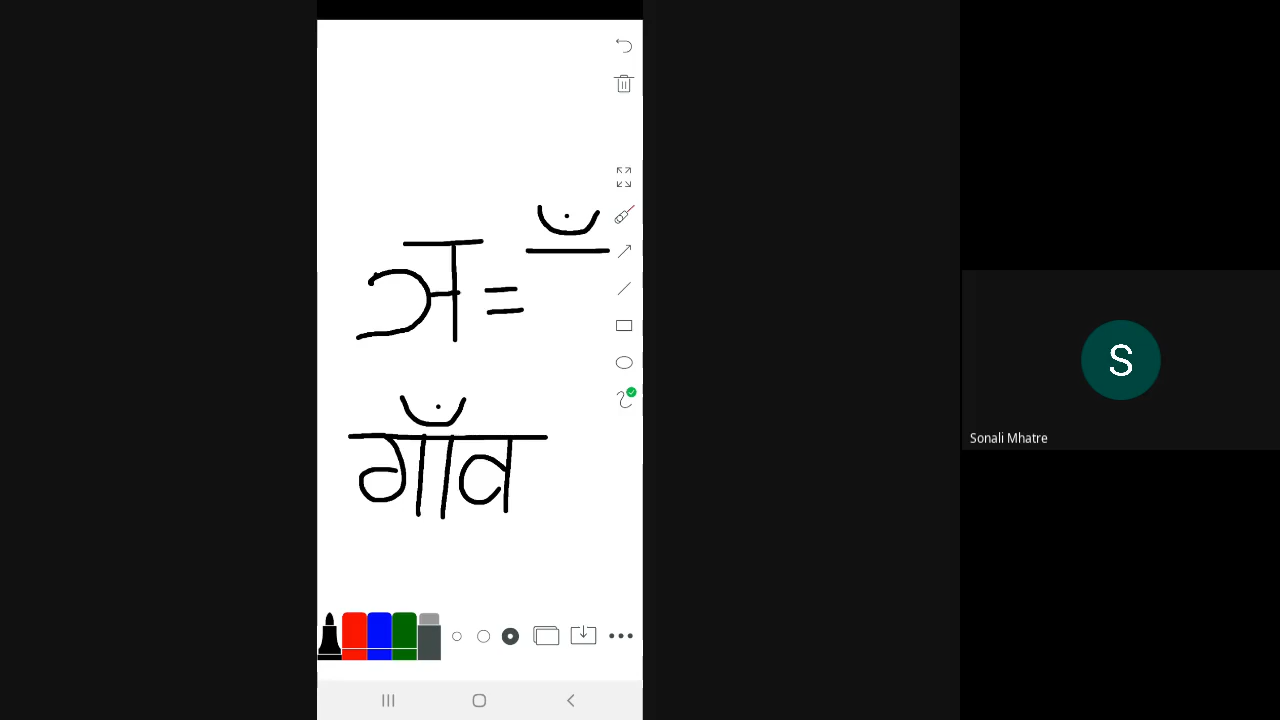 ञ = ँ
गाँव
S
Sonali Mhatre